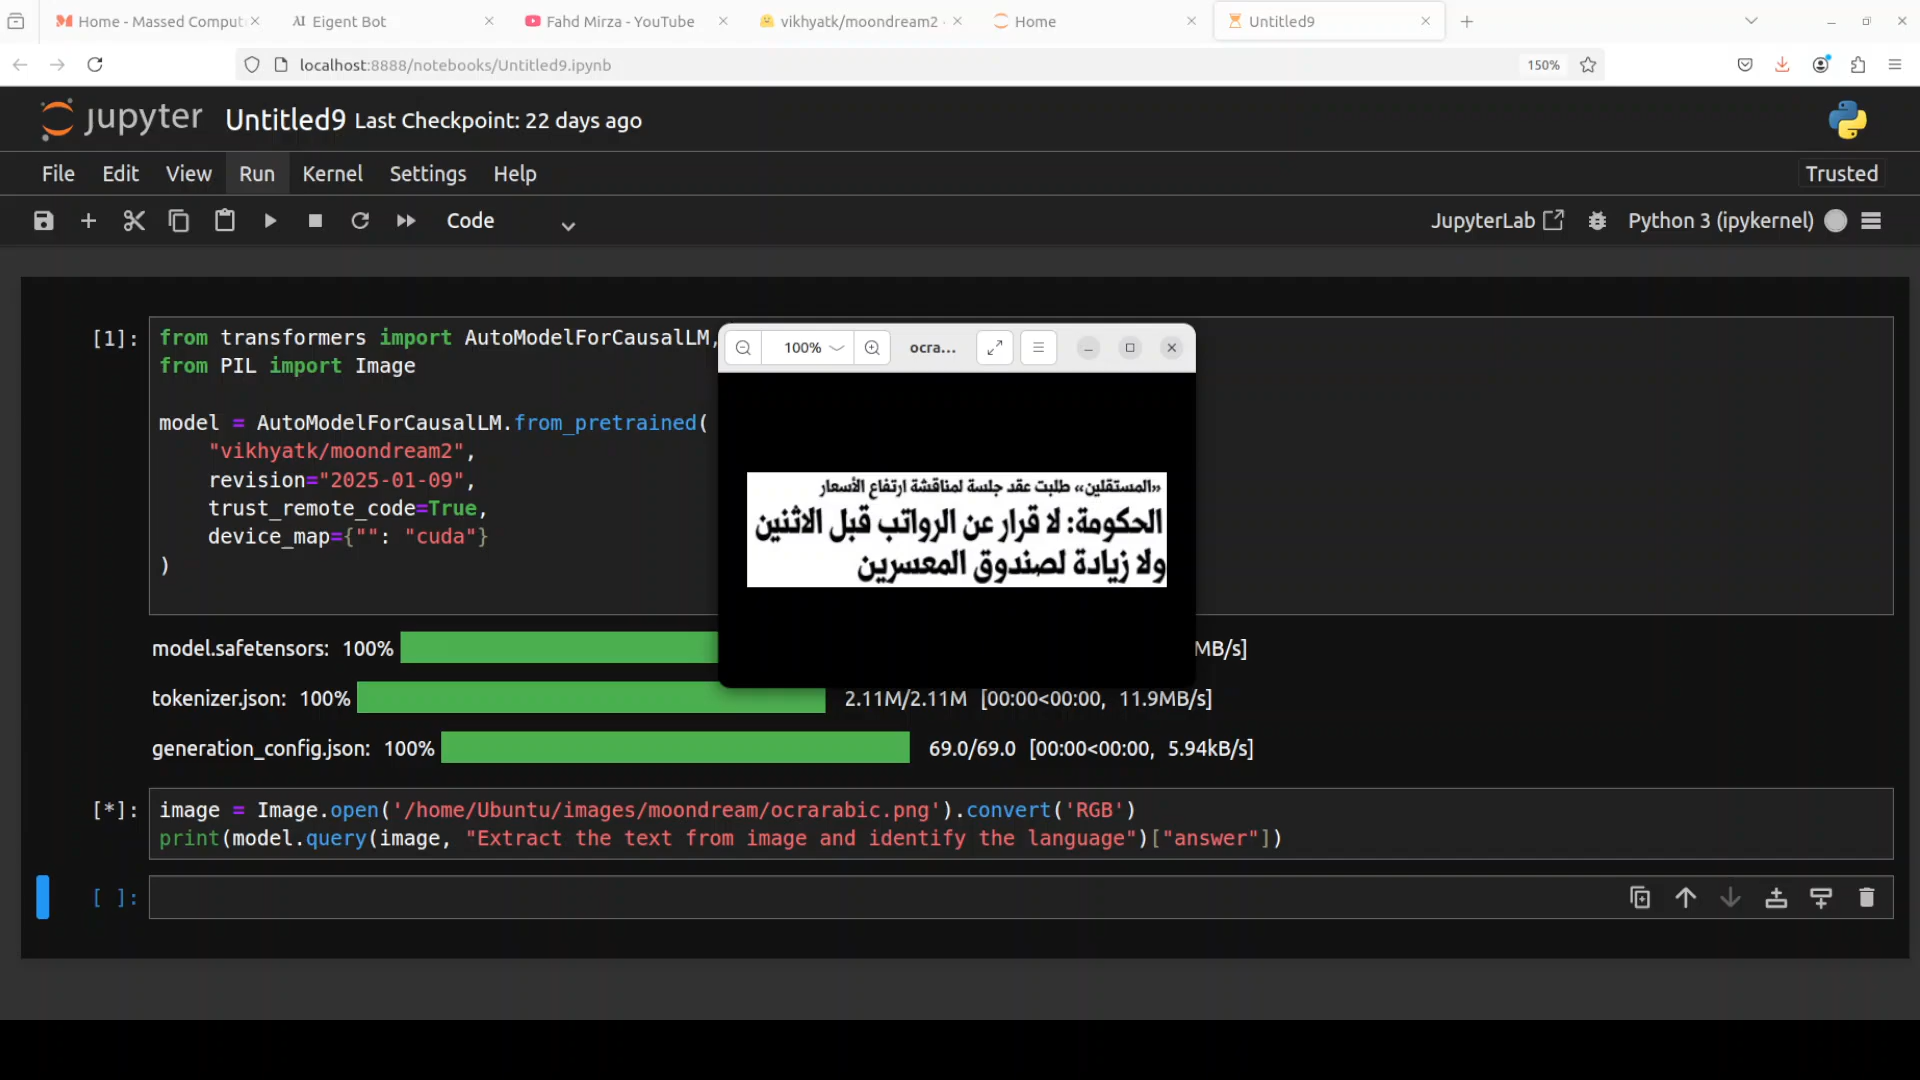 Home - Massed Comput
Eigent Bot
Fahd Mirza - YouTube
vikhyatk/moondream2 -
Home
Untitled9
localhost:8888/notebooks/Untitled9.ipynb
150%
jupyter Untitled9 Last Checkpoint: 22 days ago
File Edit View Run Kernel Settings Help
Trusted
Code
JupyterLab
Python 3 (ipykernel)
[1]:
from transformers import AutoModelForCausalLM,
from PIL import Image
model = AutoModelForCausalLM.from_pretrained(
"vikhyatk/moondream2",
revision="2025-01-09",
trust_remote_code=True,
device_map={"": "cuda"}
)
100%
ocra...
«المستقلين» طلبت عقد جلسة لمناقشة ارتفاع الأسعار
الحكومة: لا قرار عن الرواتب قبل الاثنين
ولا زيادة لصندوق المعسرين
model.safetensors: 100% MB/s]
tokenizer.json: 100% 2.11M/2.11M [00:00<00:00, 11.9MB/s]
generation_config.json: 100% 69.0/69.0 [00:00<00:00, 5.94kB/s]
[*]:
image = Image.open('/home/Ubuntu/images/moondream/ocrarabic.png').convert('RGB')
print(model.query(image, "Extract the text from image and identify the language")["answer"])
[ ]: